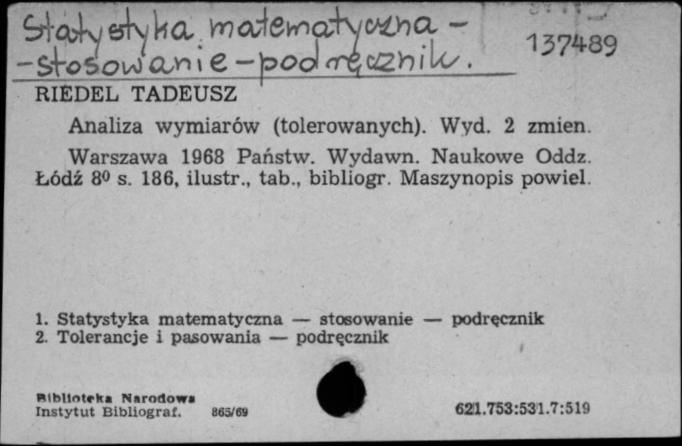 Statystyka matematyczna -
- stosowanie - podręcznik.
137489
RIEDEL TADEUSZ
Analiza wymiarów (tolerowanych). Wyd. 2 zmien.
Warszawa 1968 Państw. Wydawn. Naukowe Oddz.
Łódź 8⁰ s. 186, ilustr., tab., bibliogr. Maszynopis powiel.
1. Statystyka matematyczna — stosowanie — podręcznik
2. Tolerancje i pasowania — podręcznik
Biblioteka Narodowa
Instytut Bibliograf. 865/69
621.753:531.7:519